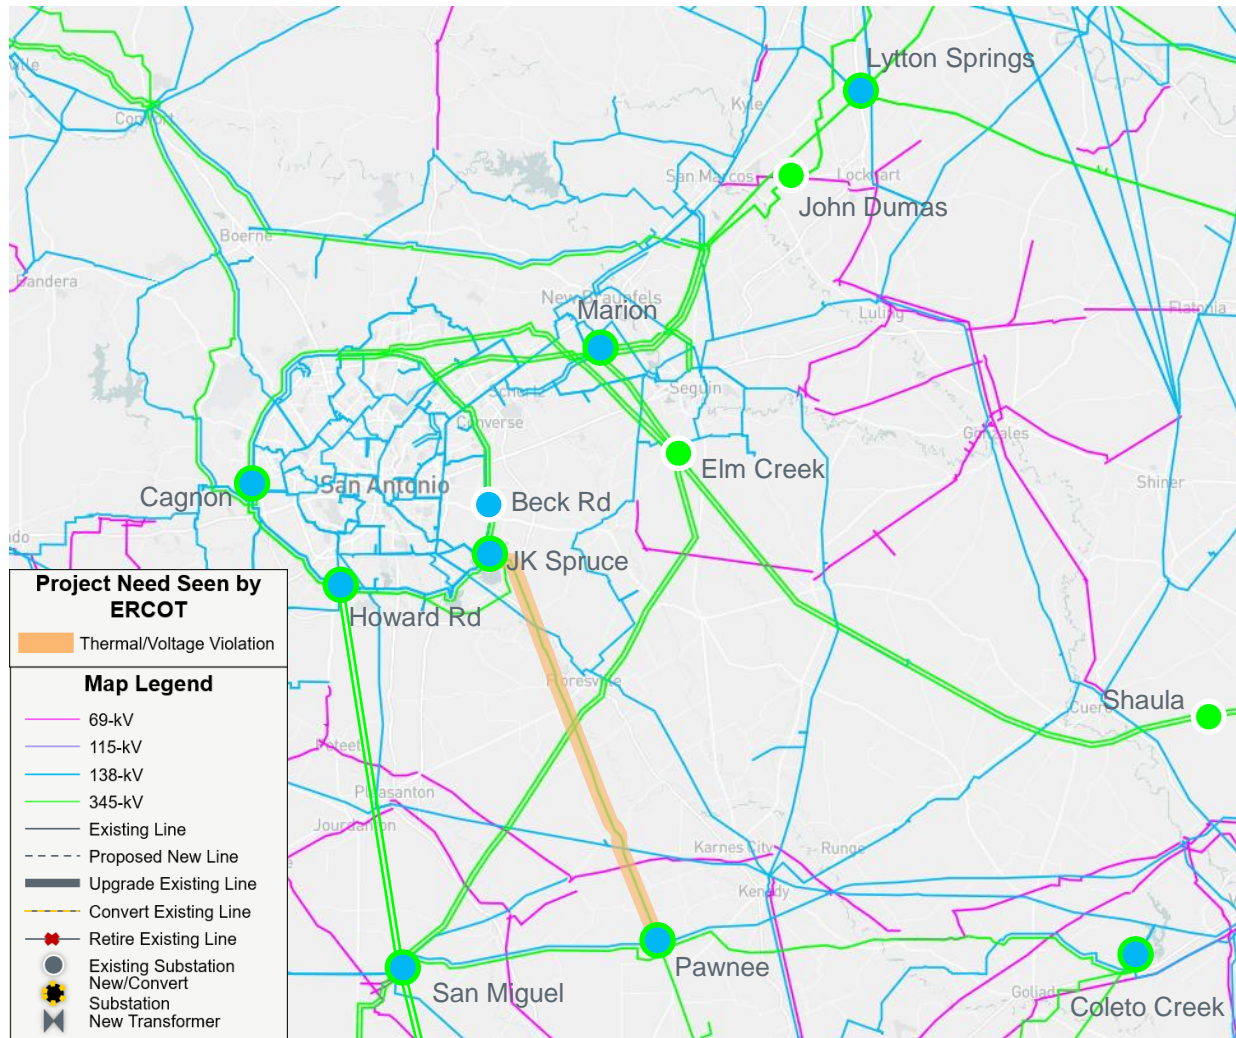 Lytton Springs
Kyle
Comfort
San Marcos
Lockhart
John Dumas
Boerne
Bandera
New Braunfels
Marion
Luling
Flatonia
Seguin
Schertz
Converse
Gonzales
Elm Creek
Shiner
San Antonio
Cagnon
Beck Rd
JK Spruce
Howard Rd
Floresville
Shaula
Cuero
Poteet
Pleasanton
Jourdanton
Karnes City
Runge
Kenedy
Pawnee
San Miguel
Goliad
Coleto Creek
Project Need Seen by
ERCOT
Thermal/Voltage Violation
Map Legend
69-kV
115-kV
138-kV
345-kV
Existing Line
Proposed New Line
Upgrade Existing Line
Convert Existing Line
Retire Existing Line
Existing Substation
New/Convert
Substation
New Transformer